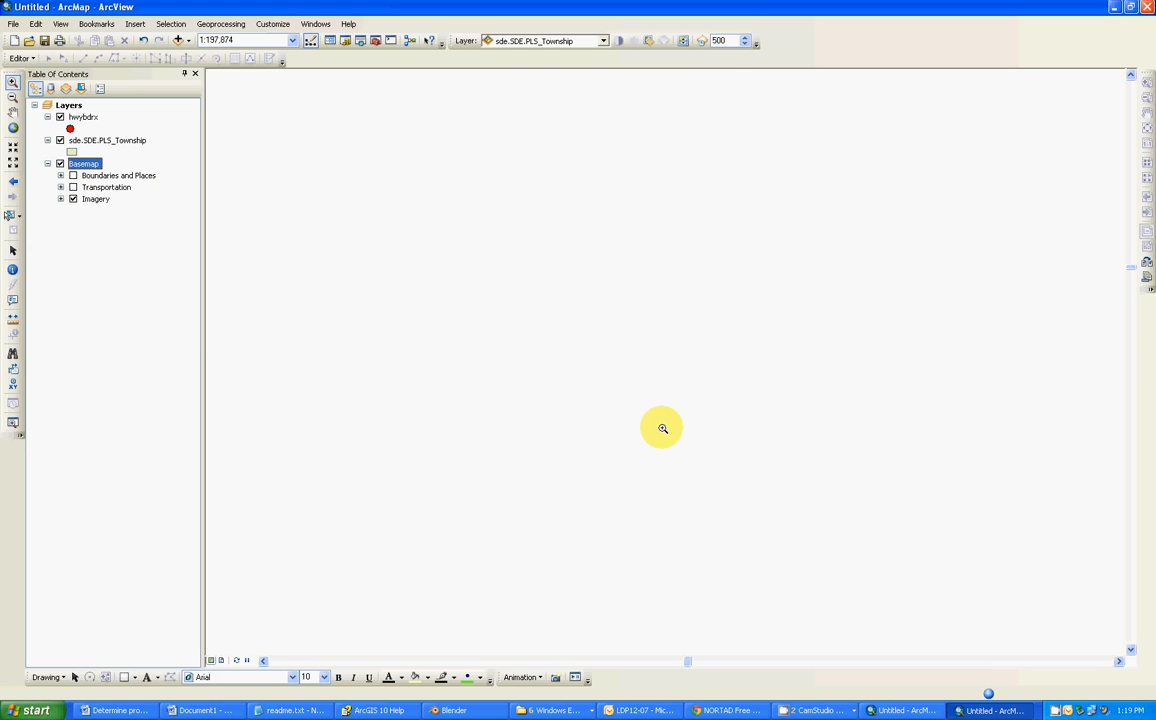 Untitled - ArcMap - ArcView
File Edit View Bookmarks Insert Selection Geoprocessing Customize Windows Help
1:197,874 Layer: sde.SDE.PLS_Township 500
Editor
Table Of Contents
Layers
hwybdrx
sde.SDE.PLS_Township
Basemap
Boundaries and Places
Transportation
Imagery
Drawing Arial 10 B I U A Animation
start Determine pro... Document1 - ... readme.txt - N... ArcGIS 10 Help Blender 6 Windows E... LDP12-07 - Mic... NORTAD Free ... 2 CamStudio ... Untitled - ArcM... Untitled - ArcM... 1:19 PM